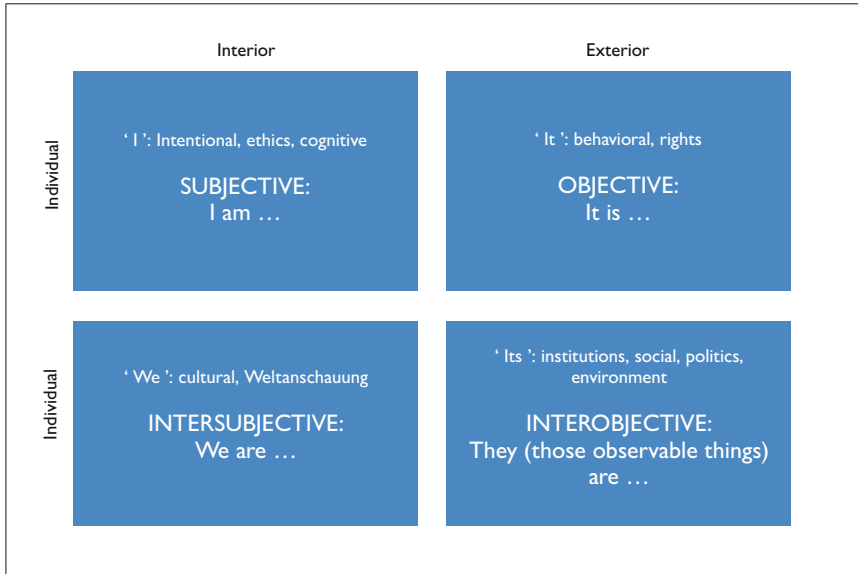 Interior
Exterior
Individual
‘ I ’: Intentional, ethics, cognitive
SUBJECTIVE:
I am …
‘ It ’: behavioral, rights
OBJECTIVE:
It is …
Individual
‘ We ’: cultural, Weltanschauung
INTERSUBJECTIVE:
We are …
‘ Its ’: institutions, social, politics,
environment
INTEROBJECTIVE:
They (those observable things)
are …